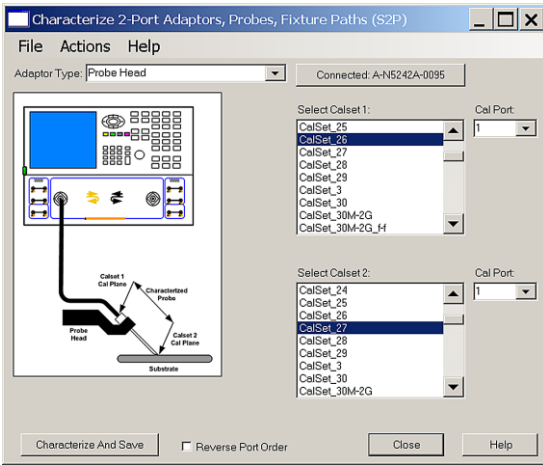 Characterize 2-Port Adaptors, Probes, Fixture Paths (S2P)
File Actions Help
Adaptor Type: Probe Head
Connected: A-N5242A-0095
Select Calset 1:
Cal Port:
CalSet_25
CalSet_26
CalSet_27
CalSet_28
CalSet_29
CalSet_3
CalSet_30
CalSet_30M-2G
CalSet_30M-2G_f-f
1
Calset 1
Cal Plane
Characterized
Probe
Probe
Head
Calset 2
Cal Plane
Substrate
Select Calset 2:
Cal Port:
CalSet_24
CalSet_25
CalSet_26
CalSet_27
CalSet_28
CalSet_29
CalSet_3
CalSet_30
CalSet_30M-2G
1
Characterize And Save
Reverse Port Order
Close
Help